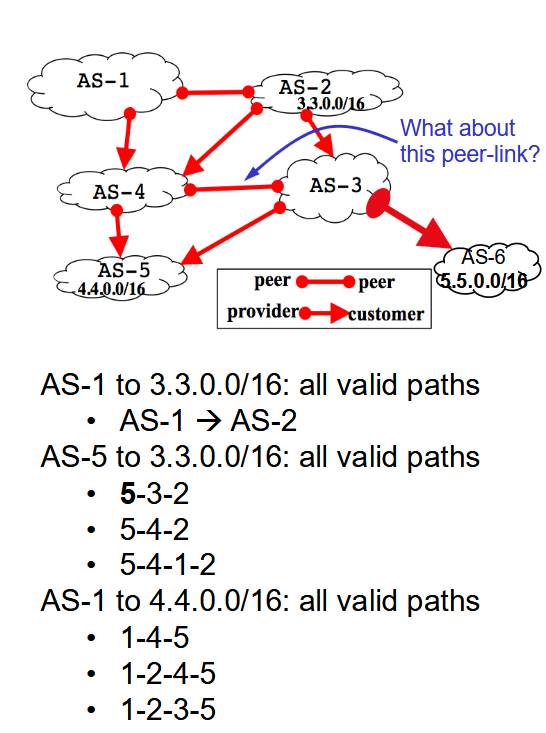 AS-1
AS-2
3.3.0.0/16
What about
this peer-link?
AS-4
AS-3
AS-5
4.4.0.0/16
AS-6
5.5.0.0/16
peer peer
provider customer
AS-1 to 3.3.0.0/16: all valid paths
• AS-1 → AS-2
AS-5 to 3.3.0.0/16: all valid paths
• 5-3-2
• 5-4-2
• 5-4-1-2
AS-1 to 4.4.0.0/16: all valid paths
• 1-4-5
• 1-2-4-5
• 1-2-3-5